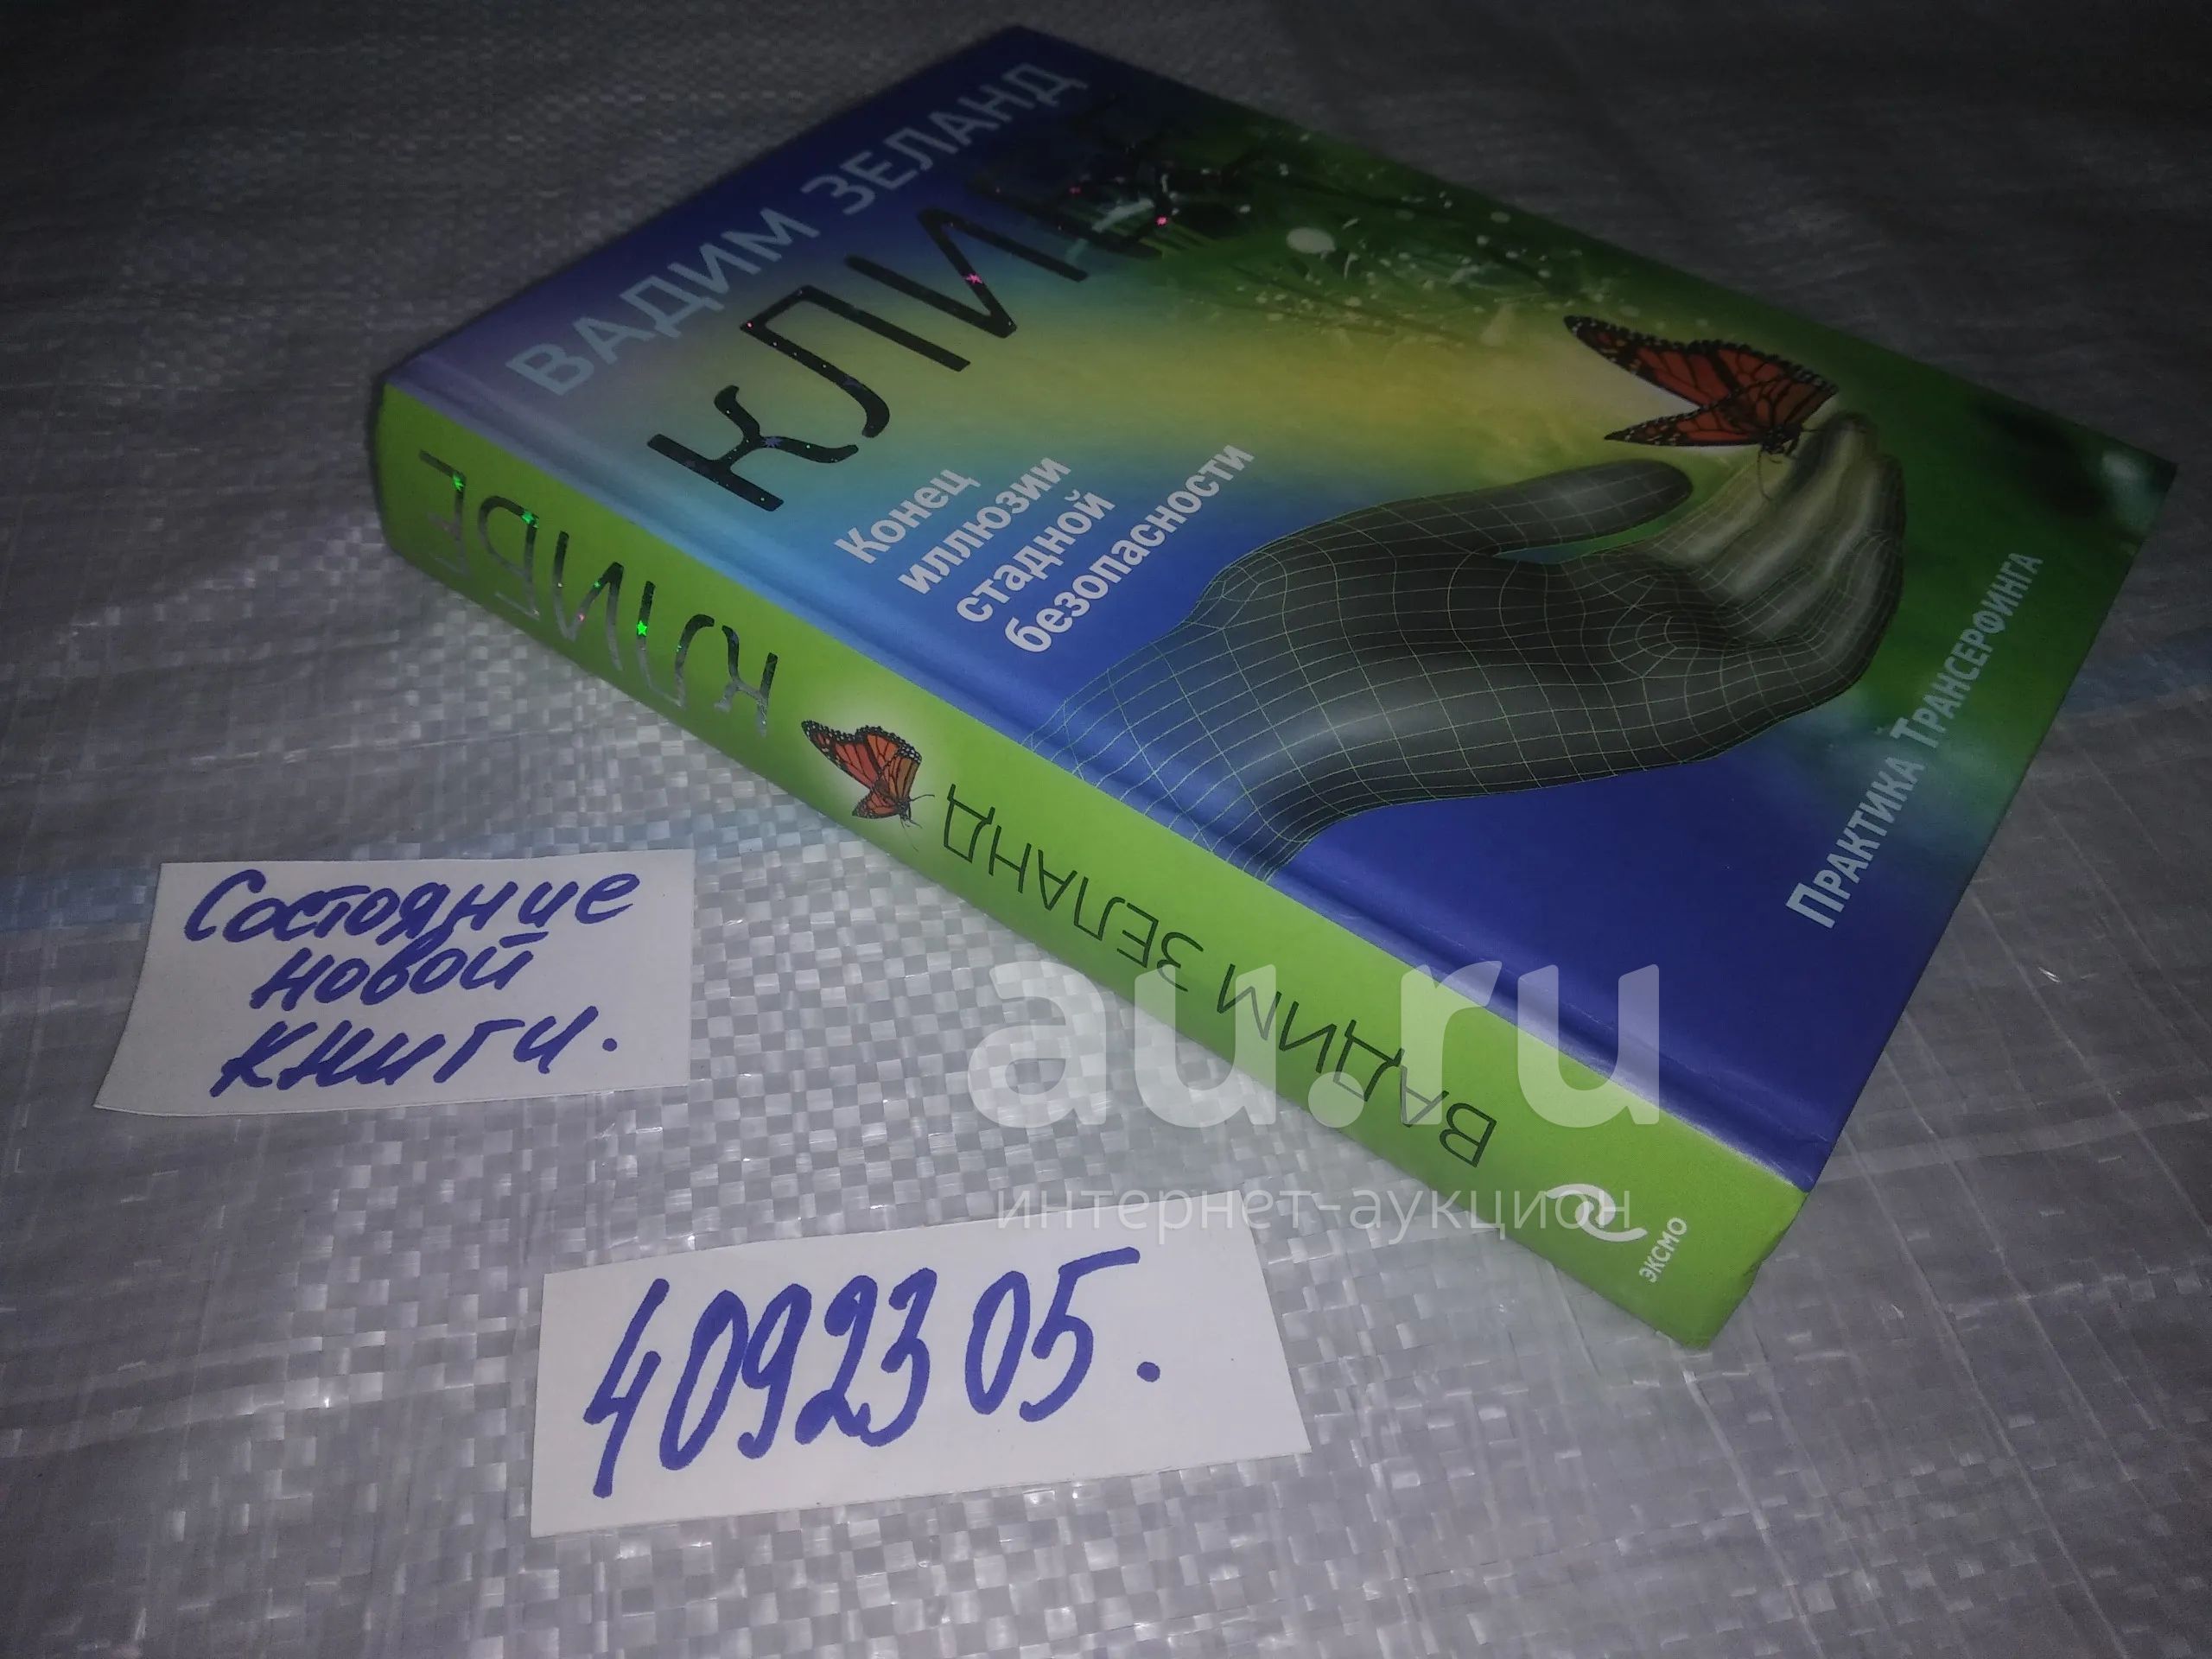 ВАДИМ ЗЕЛАНД
Конец
иллюзии
стадной
безопасности
Практика Трансерфинга
КЛИБЕ
ВАДИМ ЗЕЛАНД
эксмо
Состояние
новой
книги.
4092305.
au.ru
интернет-аукцион